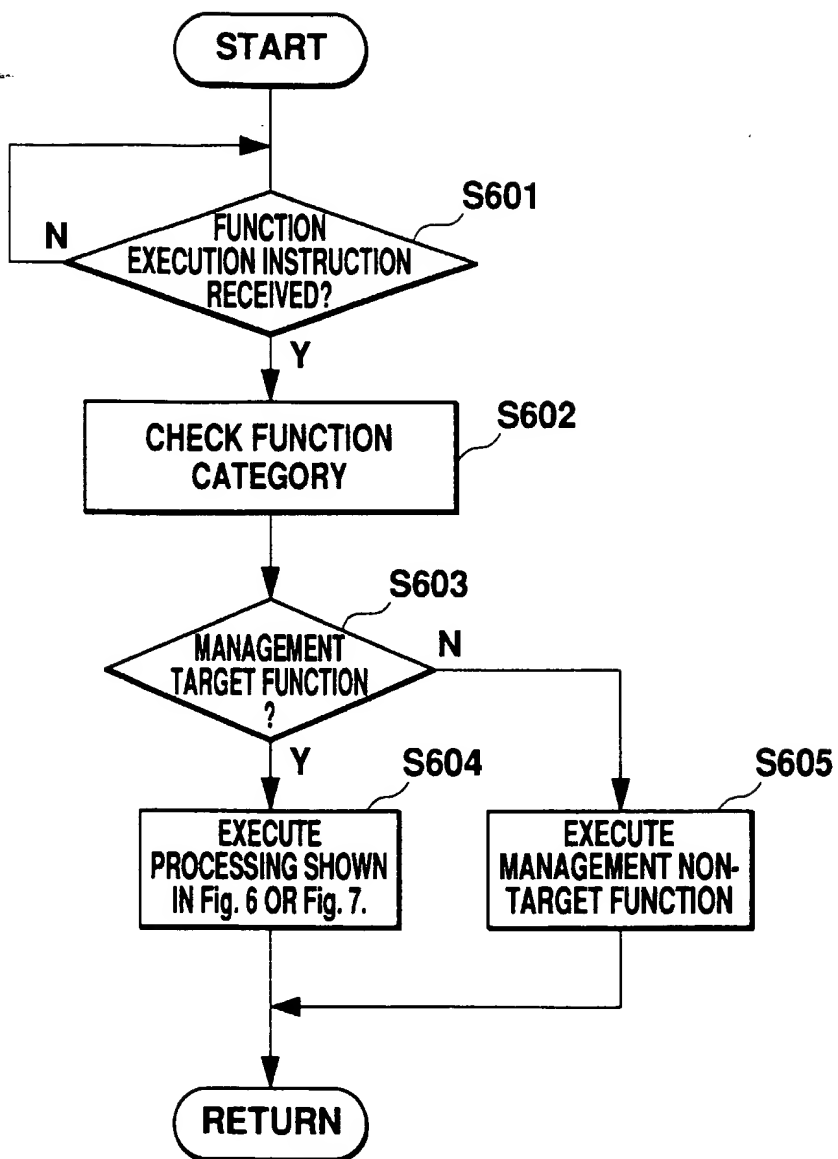 START
S601
N
FUNCTION
EXECUTION INSTRUCTION
RECEIVED?
Y
S602
CHECK FUNCTION
CATEGORY
S603
MANAGEMENT
TARGET FUNCTION
?
N
Y
S604
EXECUTE
PROCESSING SHOWN
IN Fig. 6 OR Fig. 7.
S605
EXECUTE
MANAGEMENT NON-
TARGET FUNCTION
RETURN